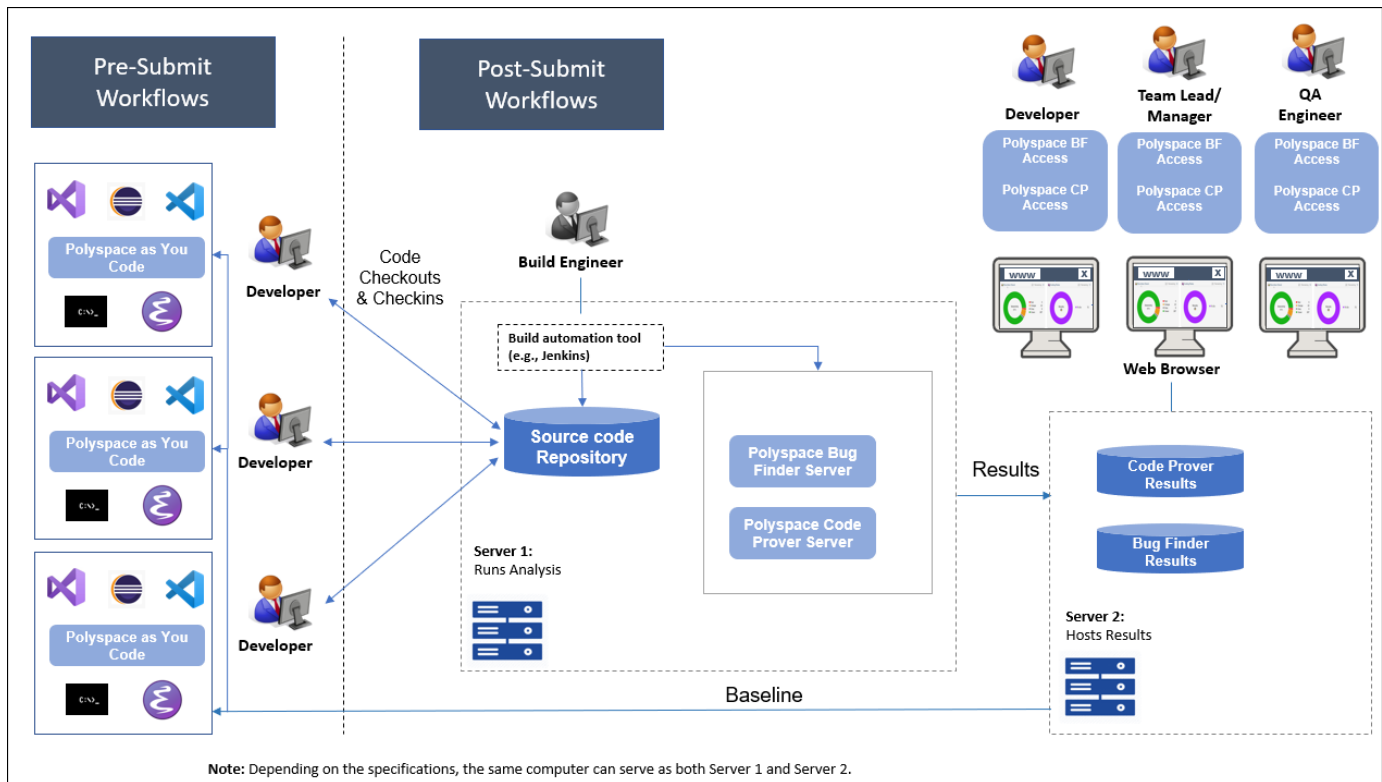 Pre-Submit
Workflows
Post-Submit
Workflows
Developer
Team Lead/
Manager
QA
Engineer
Polyspace BF
Access
Polyspace CP
Access
Polyspace BF
Access
Polyspace CP
Access
Polyspace BF
Access
Polyspace CP
Access
www
X
www
X
www
X
Web Browser
Polyspace as You
Code
C:\>_
Developer
Polyspace as You
Code
C:\>_
Developer
Polyspace as You
Code
C:\>_
Developer
Code
Checkouts
& Checkins
Build Engineer
Build automation tool
(e.g., Jenkins)
Source code
Repository
Polyspace Bug
Finder Server
Polyspace Code
Prover Server
Server 1:
Runs Analysis
Results
Code Prover
Results
Bug Finder
Results
Server 2:
Hosts Results
Baseline
Note: Depending on the specifications, the same computer can serve as both Server 1 and Server 2.